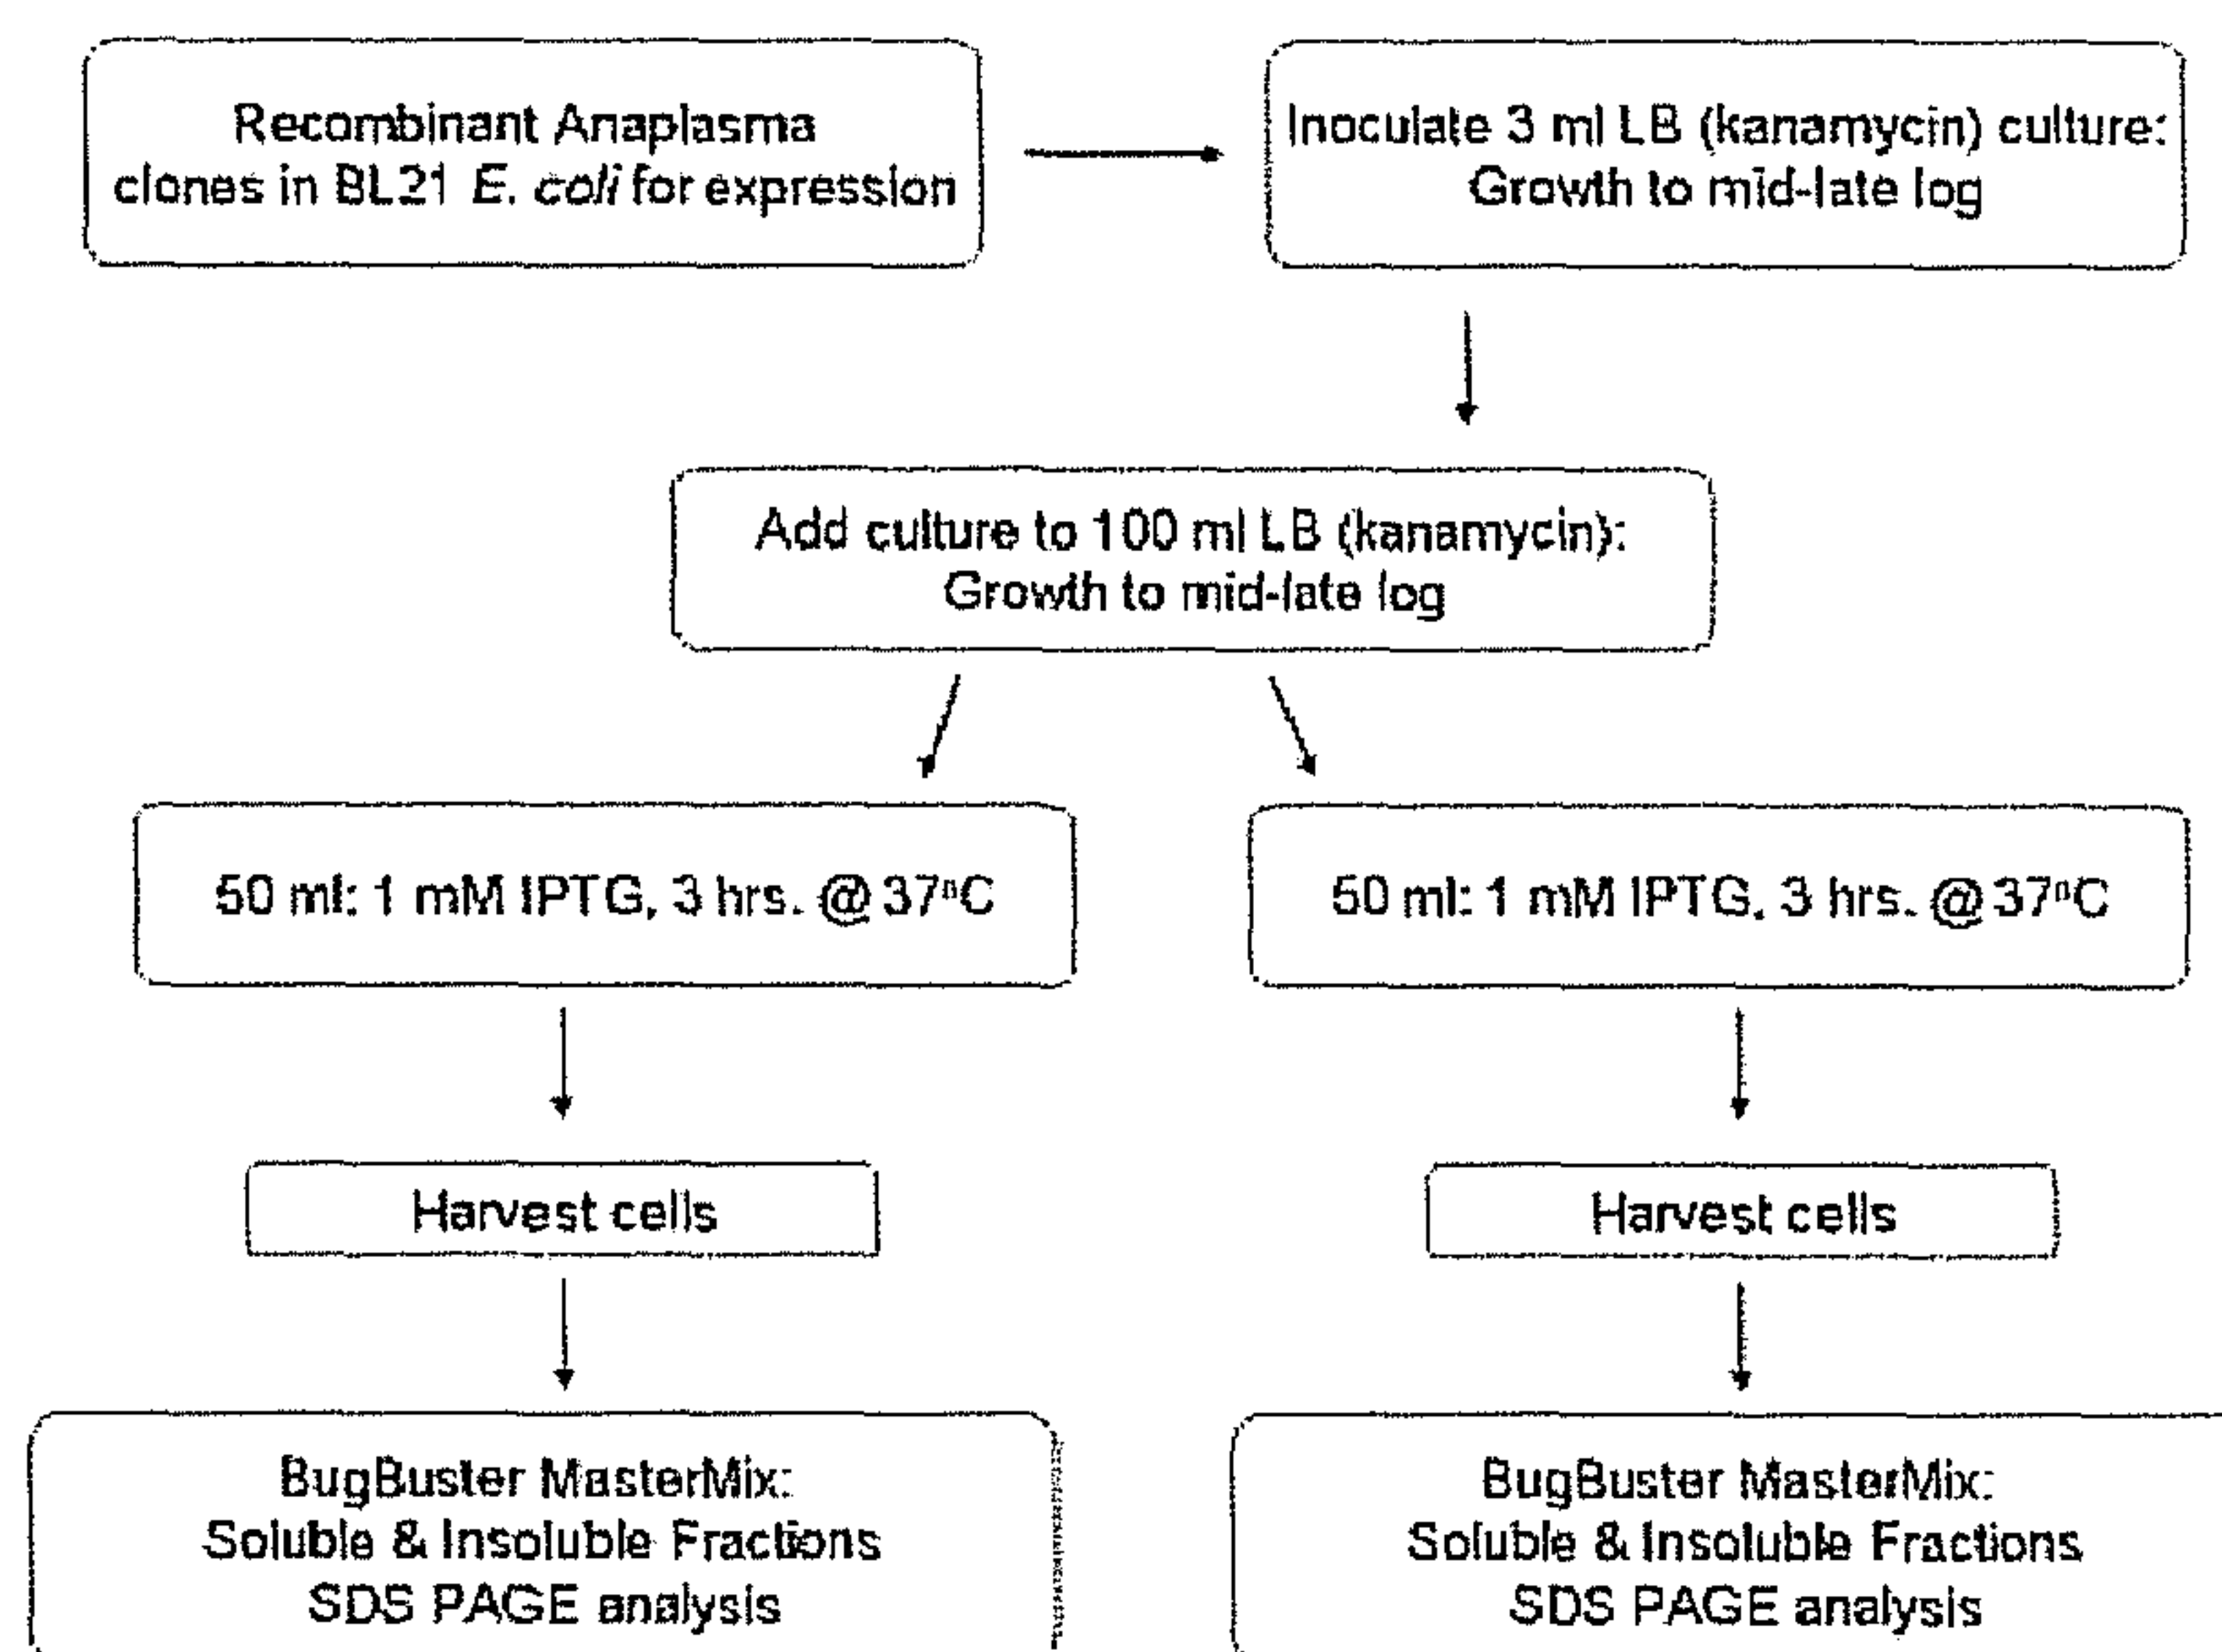 Recombinant Anaplasma
clones in BL21 E. coli for expression
Inoculate 3 ml LB (kanamycin) culture:
Growth to mid-late log
Add culture to 100 ml LB (kanamycin):
Growth to mid-late log
50 ml: 1 mM IPTG, 3 hrs. @ 37ºC
50 ml: 1 mM IPTG, 3 hrs. @ 37ºC
Harvest cells
Harvest cells
BugBuster MasterMix:
Soluble & Insoluble Fractions
SDS PAGE analysis
BugBuster MasterMix:
Soluble & Insoluble Fractions
SDS PAGE analysis